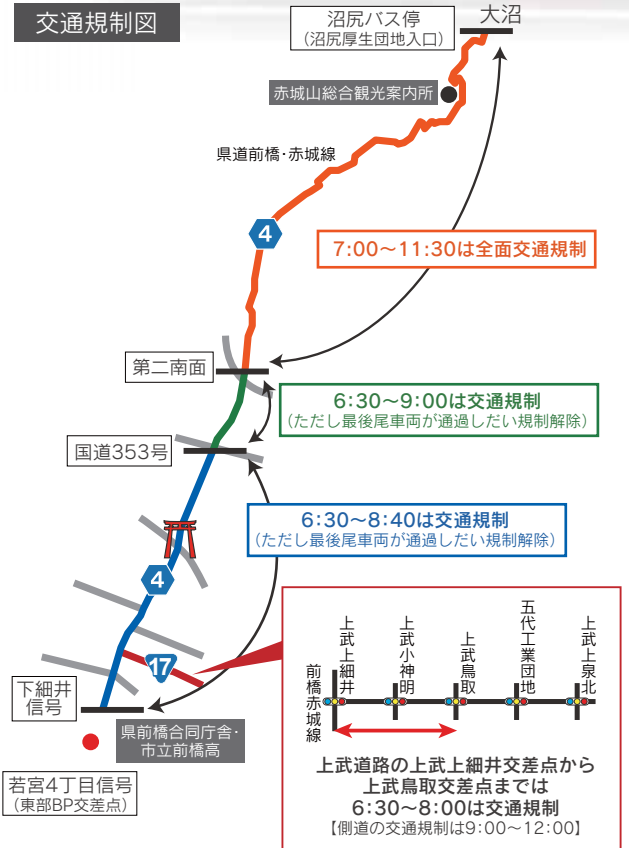 交通規制図
沼尻バス停
(沼尻厚生団地入口)
大沼
赤城山総合観光案内所
県道前橋・赤城線
4
7:00〜11:30は全面交通規制
第二南面
6:30〜9:00は交通規制
(ただし最後尾車両が通過しだい規制解除)
国道353号
6:30〜8:40は交通規制
(ただし最後尾車両が通過しだい規制解除)
4
17
下細井
信号
県前橋合同庁舎・
市立前橋高
若宮4丁目信号
(東部BP交差点)
前橋赤城線
上武上細井
上武小神明
上武鳥取
五代工業団地
上武上泉北
上武道路の上武上細井交差点から
上武鳥取交差点までは
6:30〜8:00は交通規制
【側道の交通規制は9:00〜12:00】